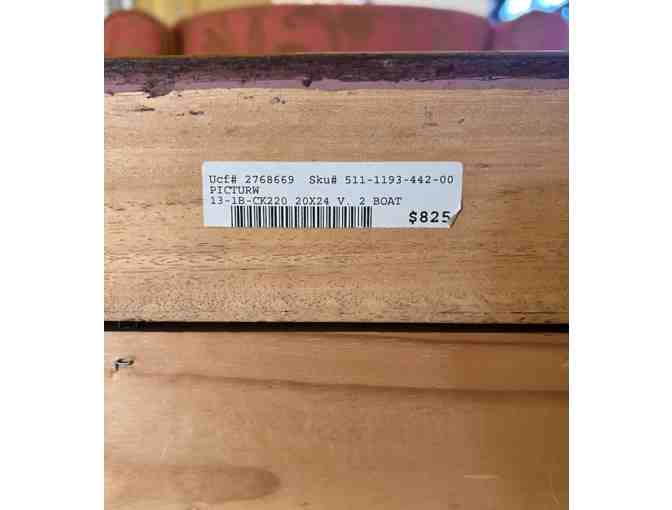 Ucf# 2768669 Sku# 511-1193-442-00
PICTURW
13-1B-CK220 20X24 V. 2 BOAT
$825